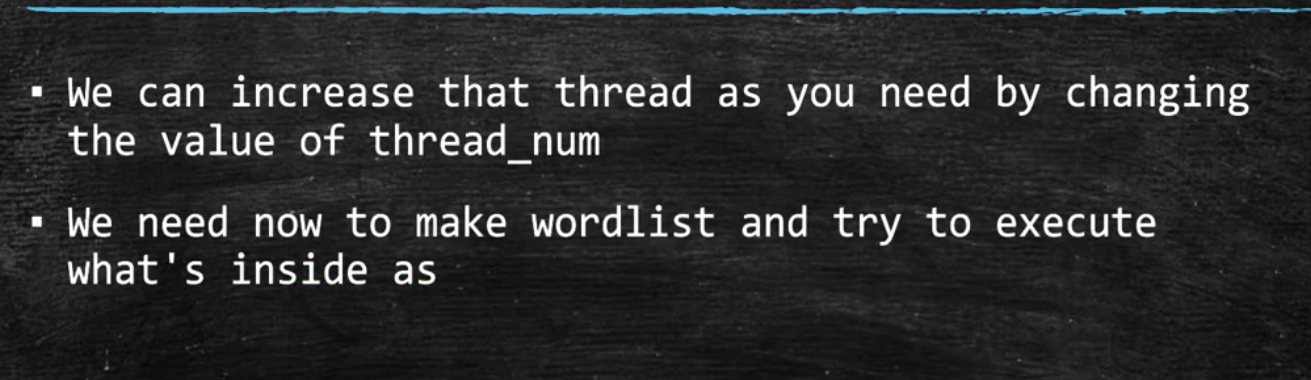 ▪ We can increase that thread as you need by changing
the value of thread_num
▪ We need now to make wordlist and try to execute
what's inside as